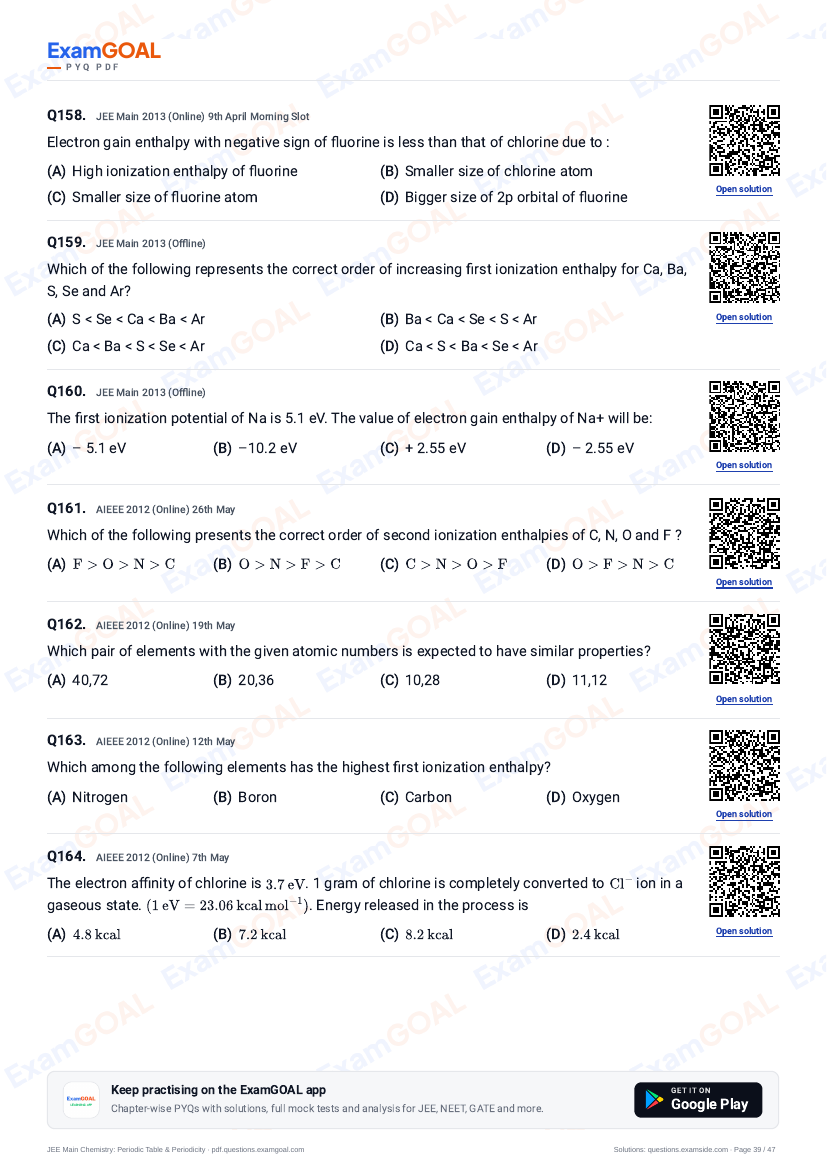 ExamGOAL
PYQ PDF
Q158. JEE Main 2013 (Online) 9th April Morning Slot
Electron gain enthalpy with negative sign of fluorine is less than that of chlorine due to :
(A) High ionization enthalpy of fluorine (B) Smaller size of chlorine atom
(C) Smaller size of fluorine atom (D) Bigger size of 2p orbital of fluorine
Open solution
Q159. JEE Main 2013 (Offline)
Which of the following represents the correct order of increasing first ionization enthalpy for Ca, Ba,
S, Se and Ar?
(A) S < Se < Ca < Ba < Ar (B) Ba < Ca < Se < S < Ar
(C) Ca < Ba < S < Se < Ar (D) Ca < S < Ba < Se < Ar
Open solution
Q160. JEE Main 2013 (Offline)
The first ionization potential of Na is 5.1 eV. The value of electron gain enthalpy of Na+ will be:
(A) − 5.1 eV (B) −10.2 eV (C) + 2.55 eV (D) − 2.55 eV
Open solution
Q161. AIEEE 2012 (Online) 26th May
Which of the following presents the correct order of second ionization enthalpies of C, N, O and F ?
(A) F > O > N > C (B) O > N > F > C (C) C > N > O > F (D) O > F > N > C
Open solution
Q162. AIEEE 2012 (Online) 19th May
Which pair of elements with the given atomic numbers is expected to have similar properties?
(A) 40,72 (B) 20,36 (C) 10,28 (D) 11,12
Open solution
Q163. AIEEE 2012 (Online) 12th May
Which among the following elements has the highest first ionization enthalpy?
(A) Nitrogen (B) Boron (C) Carbon (D) Oxygen
Open solution
Q164. AIEEE 2012 (Online) 7th May
The electron affinity of chlorine is 3.7 eV. 1 gram of chlorine is completely converted to Cl⁻ ion in a
gaseous state. (1 eV = 23.06 kcal mol⁻¹). Energy released in the process is
(A) 4.8 kcal (B) 7.2 kcal (C) 8.2 kcal (D) 2.4 kcal
Open solution
Keep practising on the ExamGOAL app
Chapter-wise PYQs with solutions, full mock tests and analysis for JEE, NEET, GATE and more.
GET IT ON
Google Play
JEE Main Chemistry: Periodic Table & Periodicity · pdf.questions.examgoal.com Solutions: questions.examside.com · Page 39 / 47